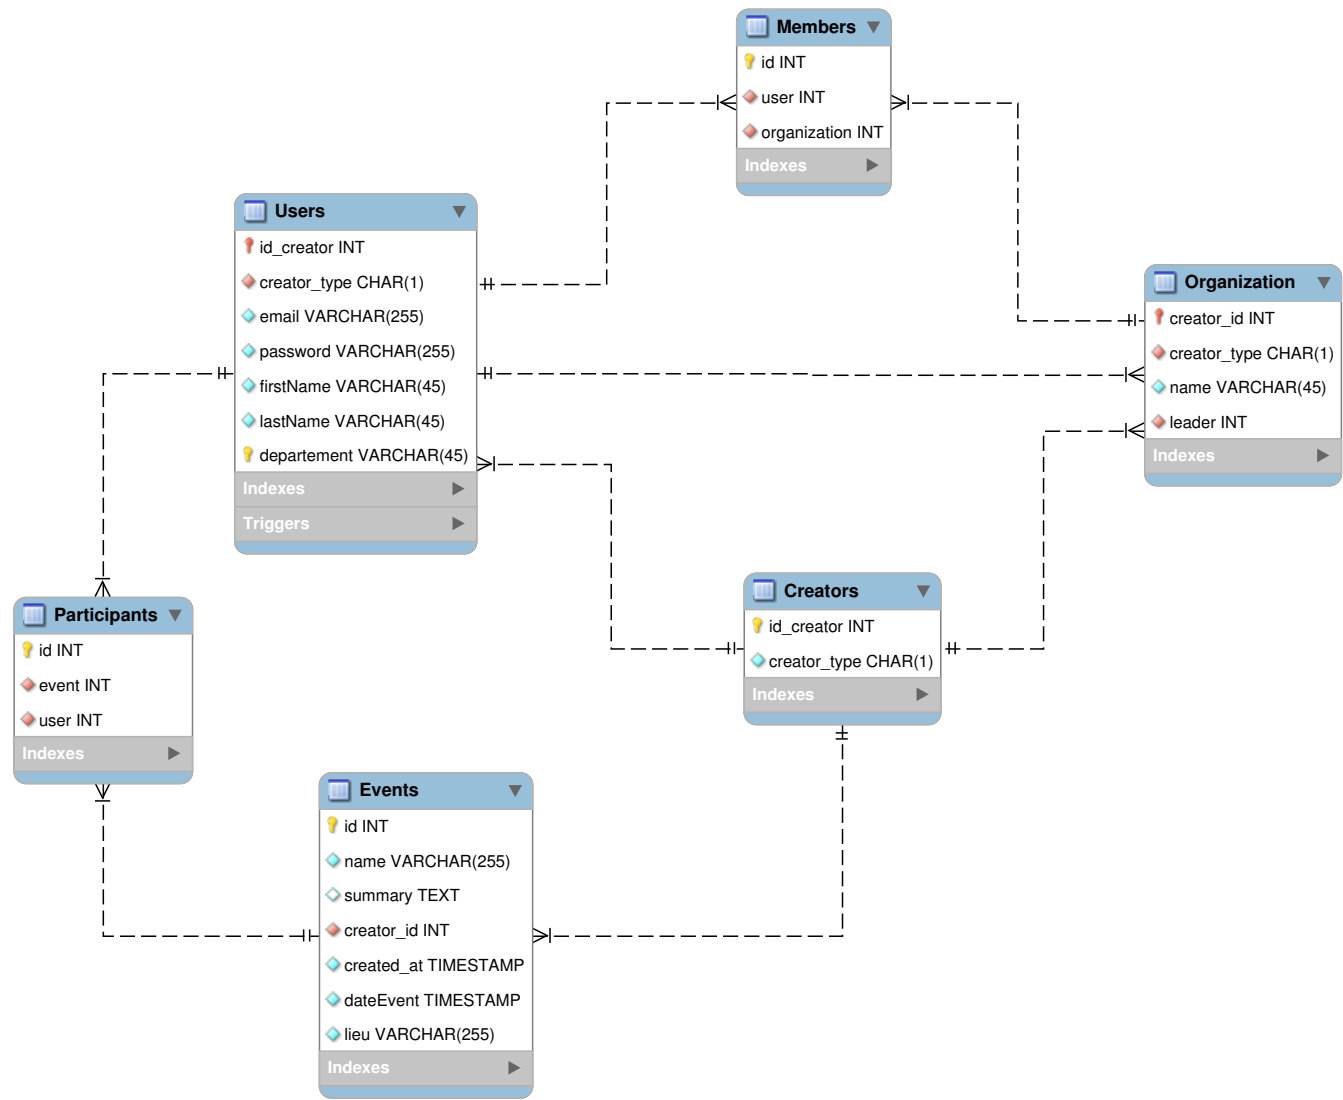 Members
id INT
user INT
organization INT
Indexes
Users
id_creator INT
creator_type CHAR(1)
email VARCHAR(255)
password VARCHAR(255)
firstName VARCHAR(45)
lastName VARCHAR(45)
departement VARCHAR(45)
Indexes
Triggers
Organization
creator_id INT
creator_type CHAR(1)
name VARCHAR(45)
leader INT
Indexes
Creators
id_creator INT
creator_type CHAR(1)
Indexes
Participants
id INT
event INT
user INT
Indexes
Events
id INT
name VARCHAR(255)
summary TEXT
creator_id INT
created_at TIMESTAMP
dateEvent TIMESTAMP
lieu VARCHAR(255)
Indexes